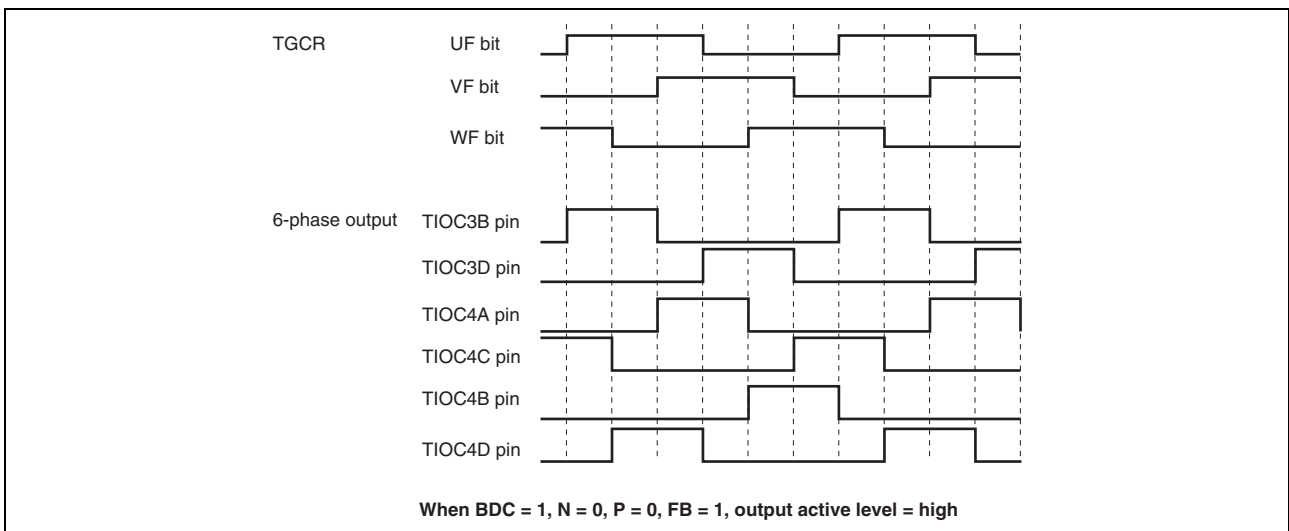 TGCR UF bit
VF bit
WF bit
6-phase output TIOC3B pin
TIOC3D pin
TIOC4A pin
TIOC4C pin
TIOC4B pin
TIOC4D pin
When BDC = 1, N = 0, P = 0, FB = 1, output active level = high